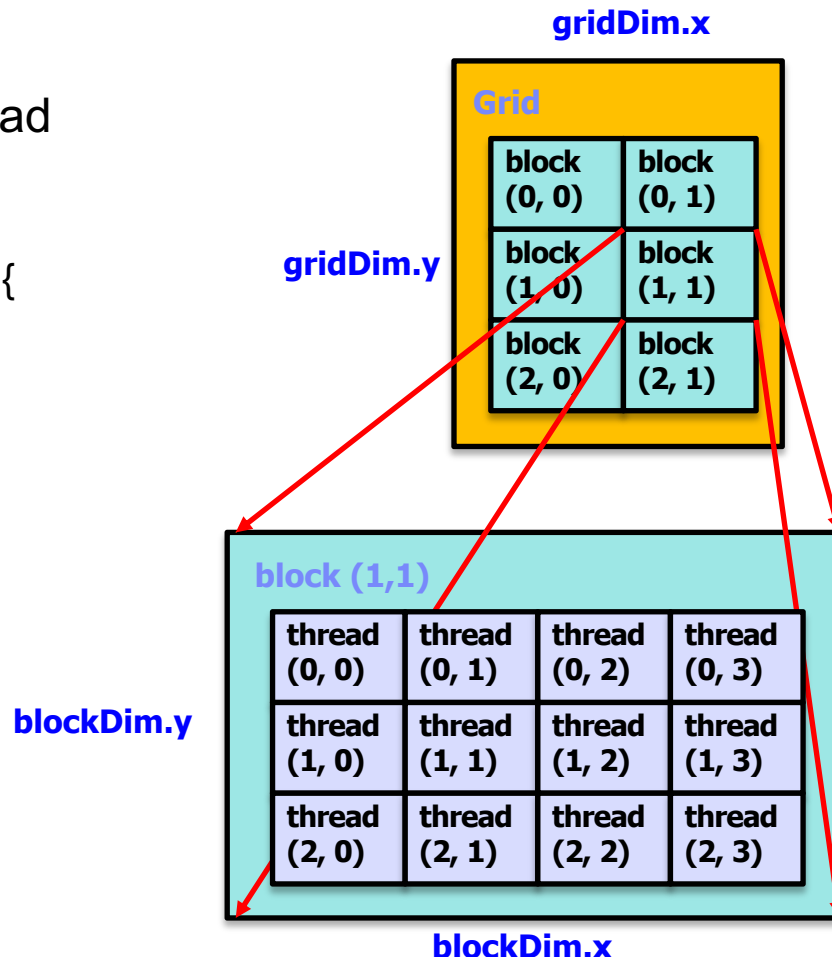 gridDim.x
ad
Grid
block block
(0, 0) (0, 1)
gridDim.y
{
block block
(1, 0) (1, 1)
block block
(2, 0) (2, 1)
block (1,1)
thread thread thread thread
(0, 0) (0, 1) (0, 2) (0, 3)
blockDim.y
thread thread thread thread
(1, 0) (1, 1) (1, 2) (1, 3)
thread thread thread thread
(2, 0) (2, 1) (2, 2) (2, 3)
blockDim.x